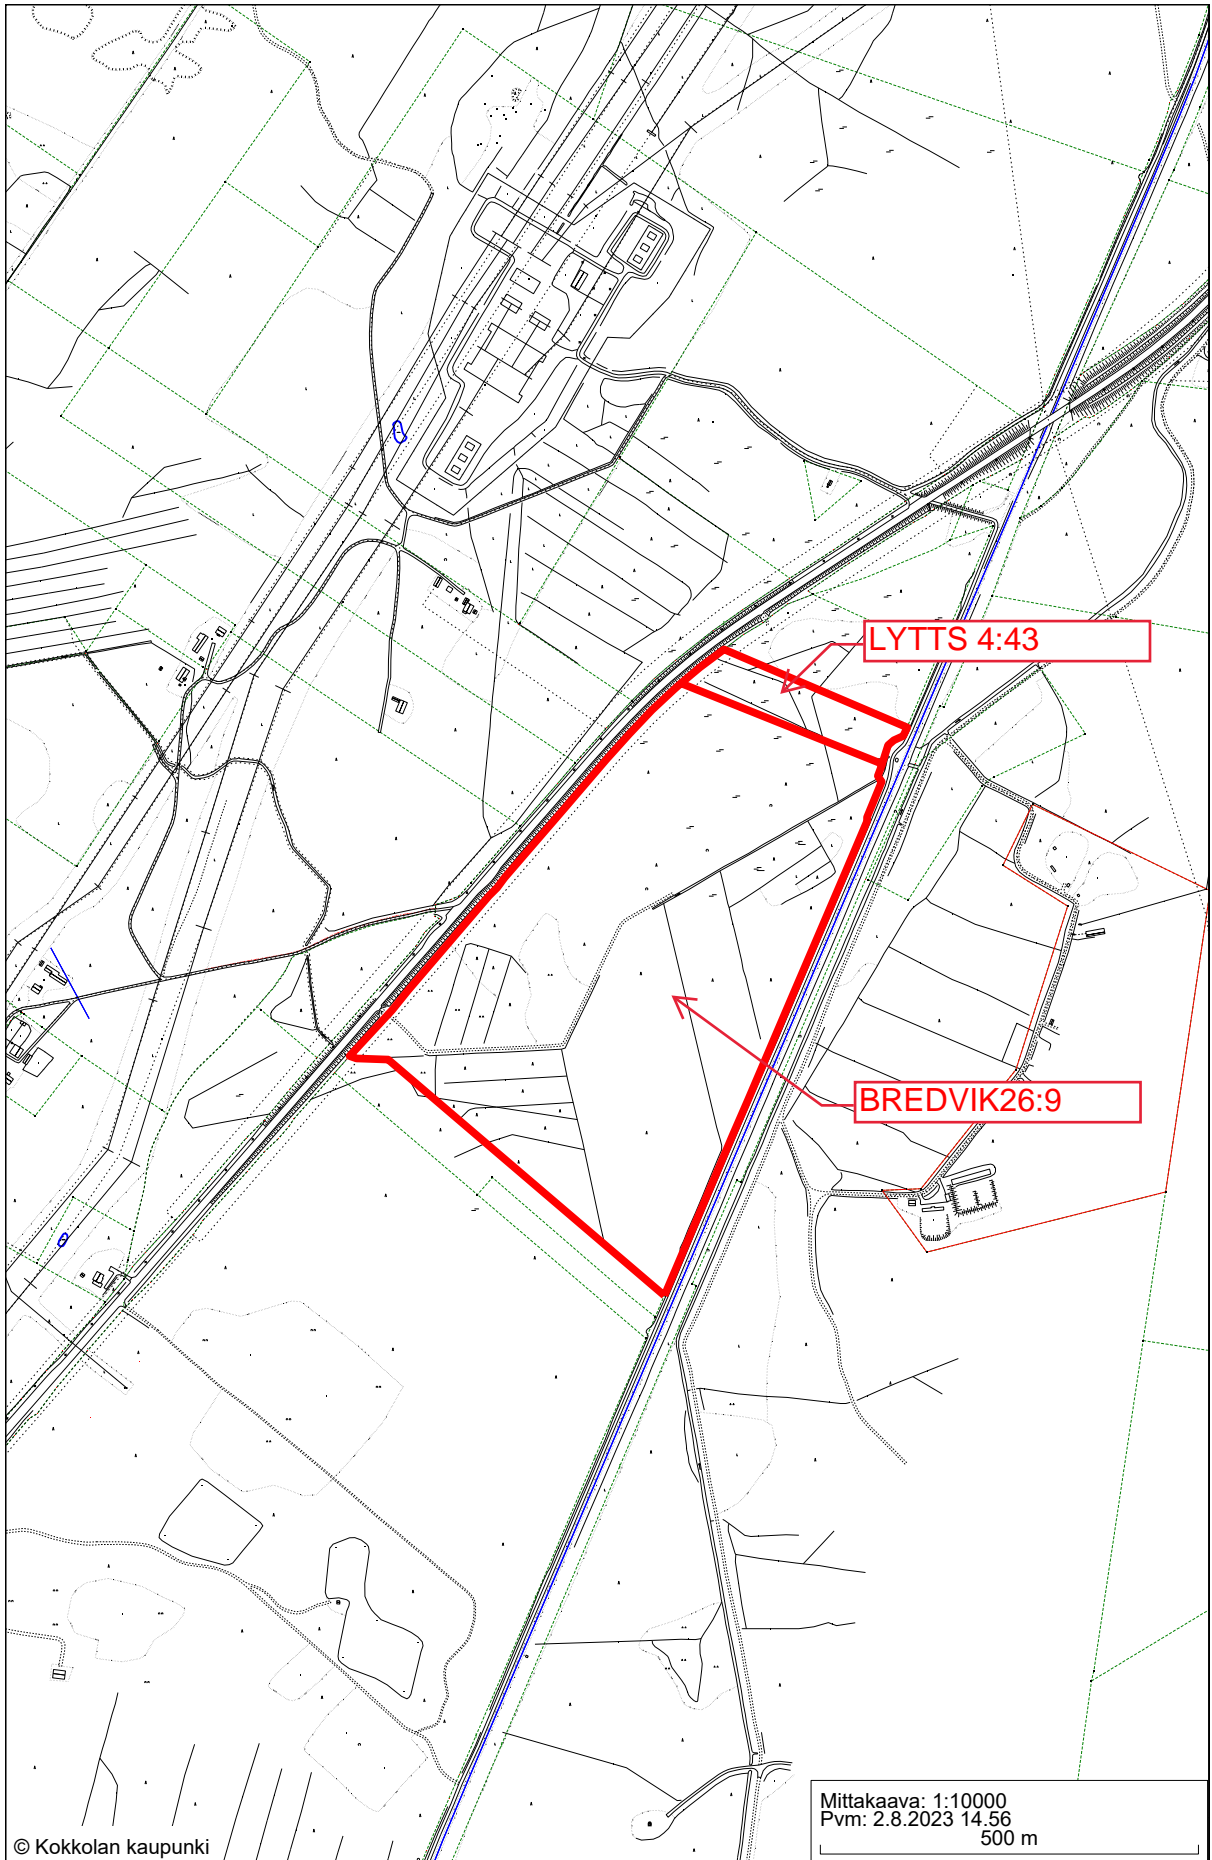 LYTTS 4:43
BREDVIK26:9
Mittakaava: 1:10000
Pvm: 2.8.2023 14.56
500 m
© Kokkolan kaupunki